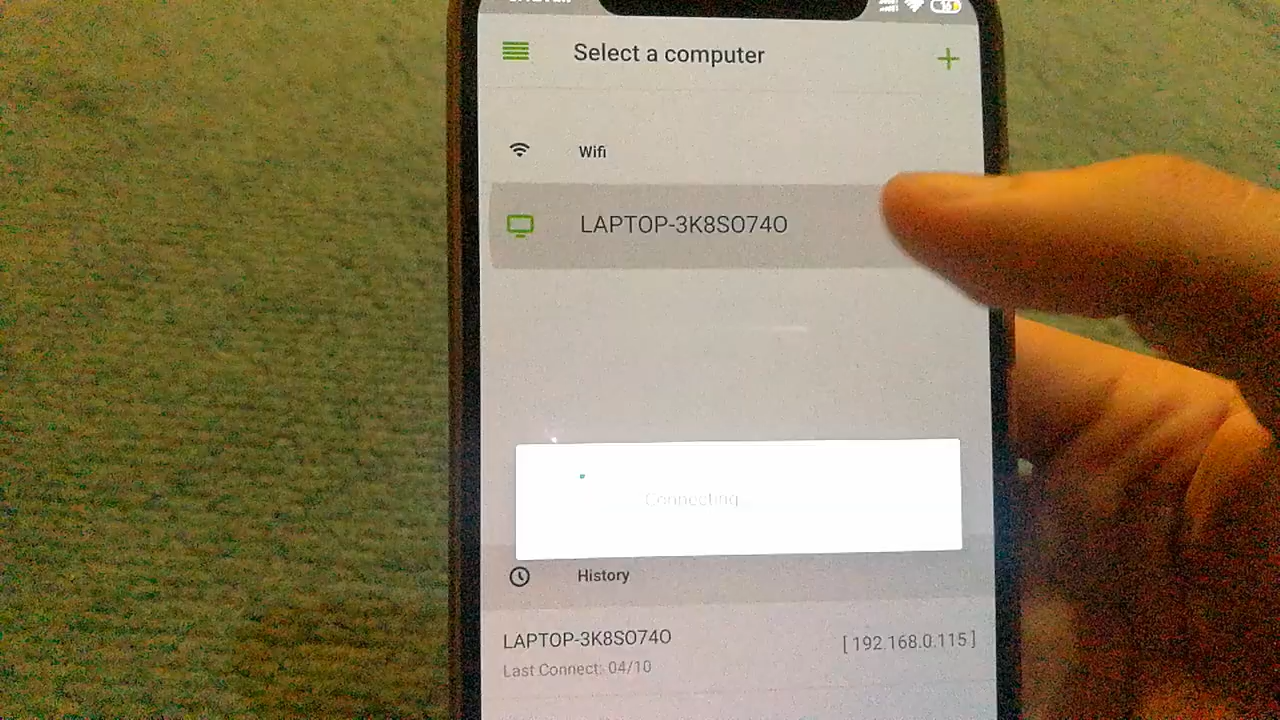 Select a computer
Wifi
LAPTOP-3K8SO74O
Connecting...
History
LAPTOP-3K8SO74O
[ 192.168.0.115 ]
Last Connect: 04/10